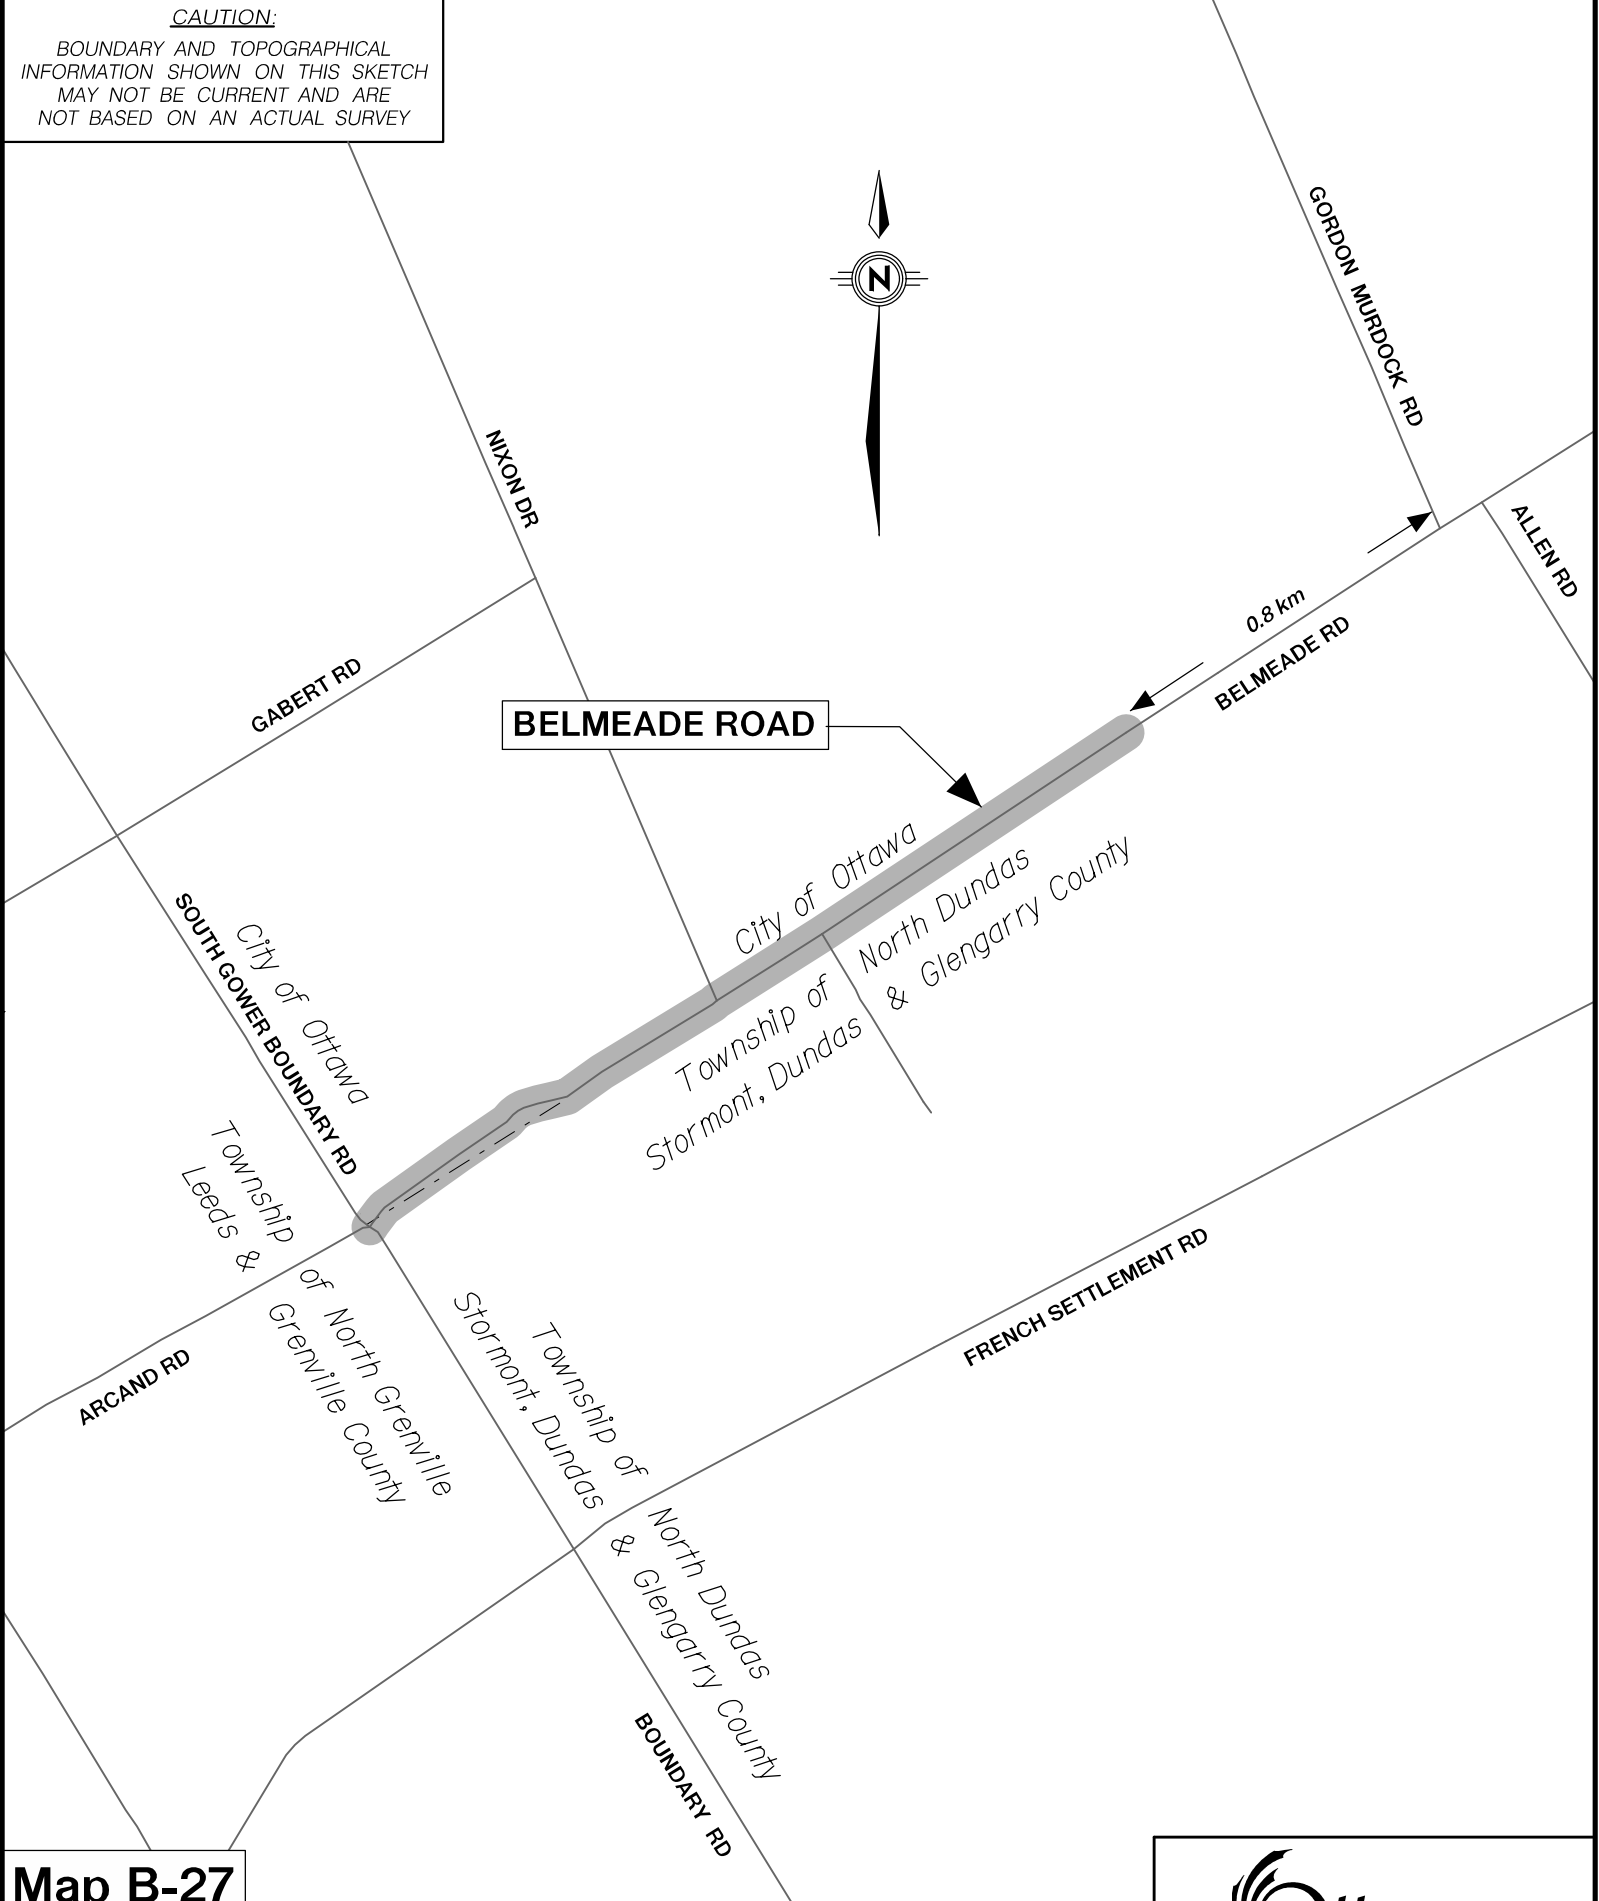 CAUTION:
BOUNDARY AND TOPOGRAPHICAL
INFORMATION SHOWN ON THIS SKETCH
MAY NOT BE CURRENT AND ARE
NOT BASED ON AN ACTUAL SURVEY
N
GORDON MURDOCK RD
NIXON DR
ALLEN RD
0.8 km
BELMEADE RD
GABERT RD
BELMEADE ROAD
City of Ottawa
Township of North Dundas
Stormont, Dundas & Glengarry County
SOUTH GOWER BOUNDARY RD
City of Ottawa
Township of North Grenville
Leeds & Grenville County
FRENCH SETTLEMENT RD
ARCAND RD
Township of North Dundas
Stormont, Dundas & Glengarry County
BOUNDARY RD
Map B-27